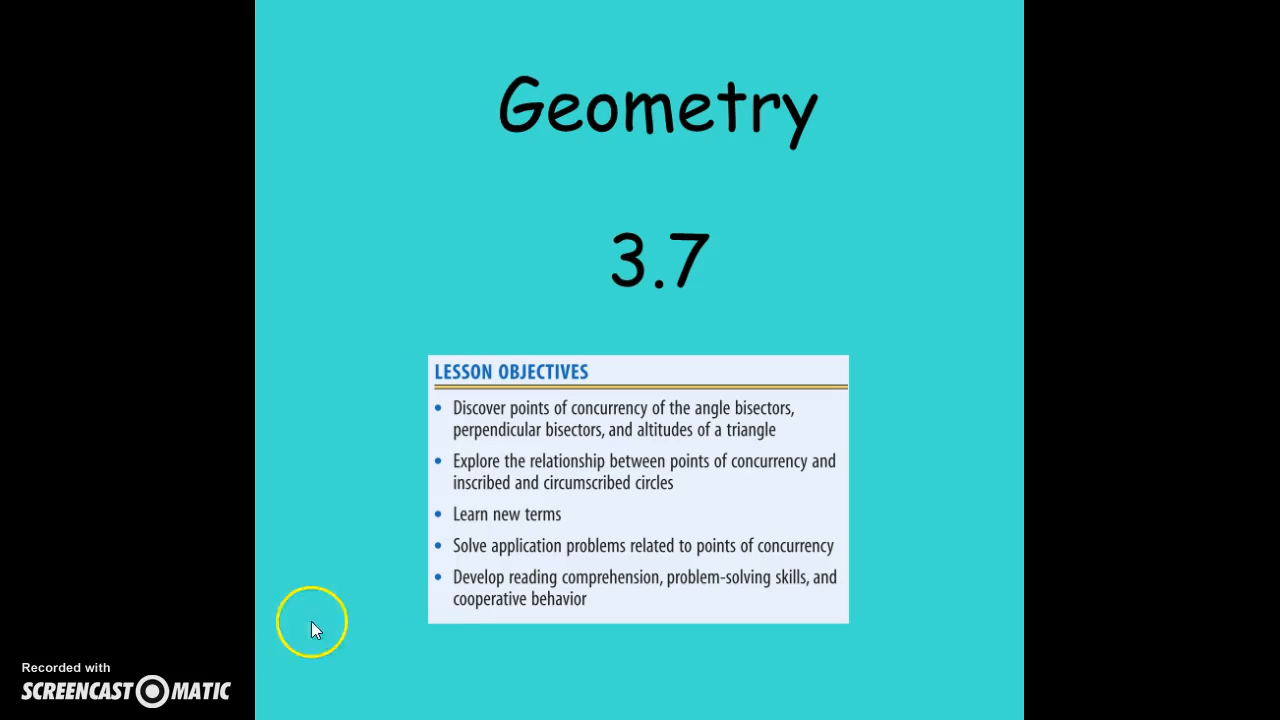 Geometry
3.7
LESSON OBJECTIVES
• Discover points of concurrency of the angle bisectors,
perpendicular bisectors, and altitudes of a triangle
• Explore the relationship between points of concurrency and
inscribed and circumscribed circles
• Learn new terms
• Solve application problems related to points of concurrency
• Develop reading comprehension, problem-solving skills, and
cooperative behavior
Recorded with
SCREENCAST MATIC